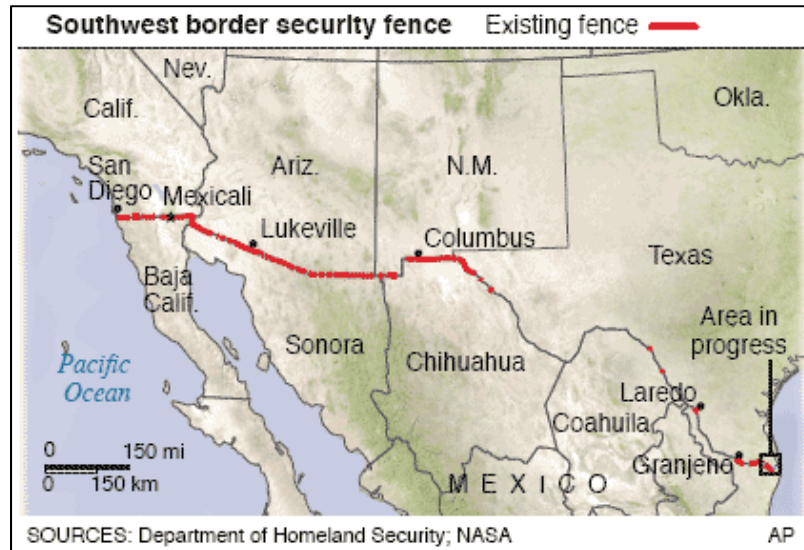 Southwest border security fence Existing fence
Nev.
Calif.
Okla.
San
Diego
Mexicali
Ariz.
N.M.
Lukeville
Columbus
Texas
Baja
Calif.
Area in
progress
Sonora
Chihuahua
Pacific
Ocean
Laredo
Coahuila
0 150 mi
0 150 km
Granjeno
MEXICO
SOURCES: Department of Homeland Security; NASA AP